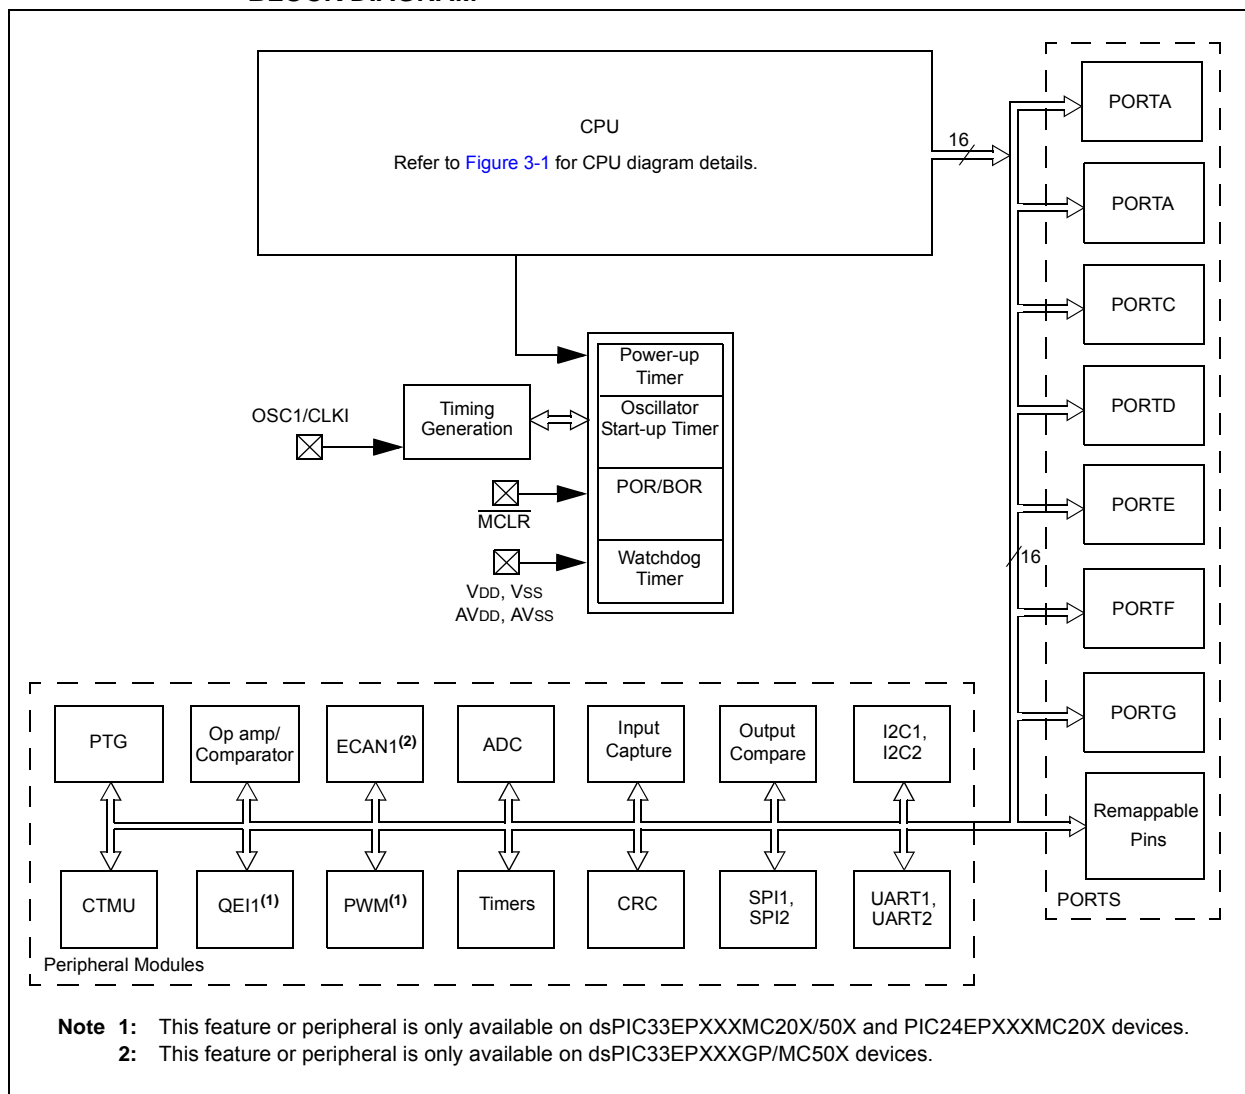 BLOCK DIAGRAM
CPU
Refer to Figure 3-1 for CPU diagram details.
16
PORTA
PORTA
PORTC
PORTD
PORTE
16
PORTF
PORTG
Remappable
Pins
PORTS
Power-up
Timer
Oscillator
Start-up Timer
POR/BOR
Watchdog
Timer
OSC1/CLKI
Timing
Generation
MCLR
VDD, VSS
AVDD, AVSS
PTG
Op amp/
Comparator
ECAN1(2)
ADC
Input
Capture
Output
Compare
I2C1,
I2C2
CTMU
QEI1(1)
PWM(1)
Timers
CRC
SPI1,
SPI2
UART1,
UART2
Peripheral Modules
Note 1: This feature or peripheral is only available on dsPIC33EPXXXMC20X/50X and PIC24EPXXXMC20X devices.
2: This feature or peripheral is only available on dsPIC33EPXXXGP/MC50X devices.